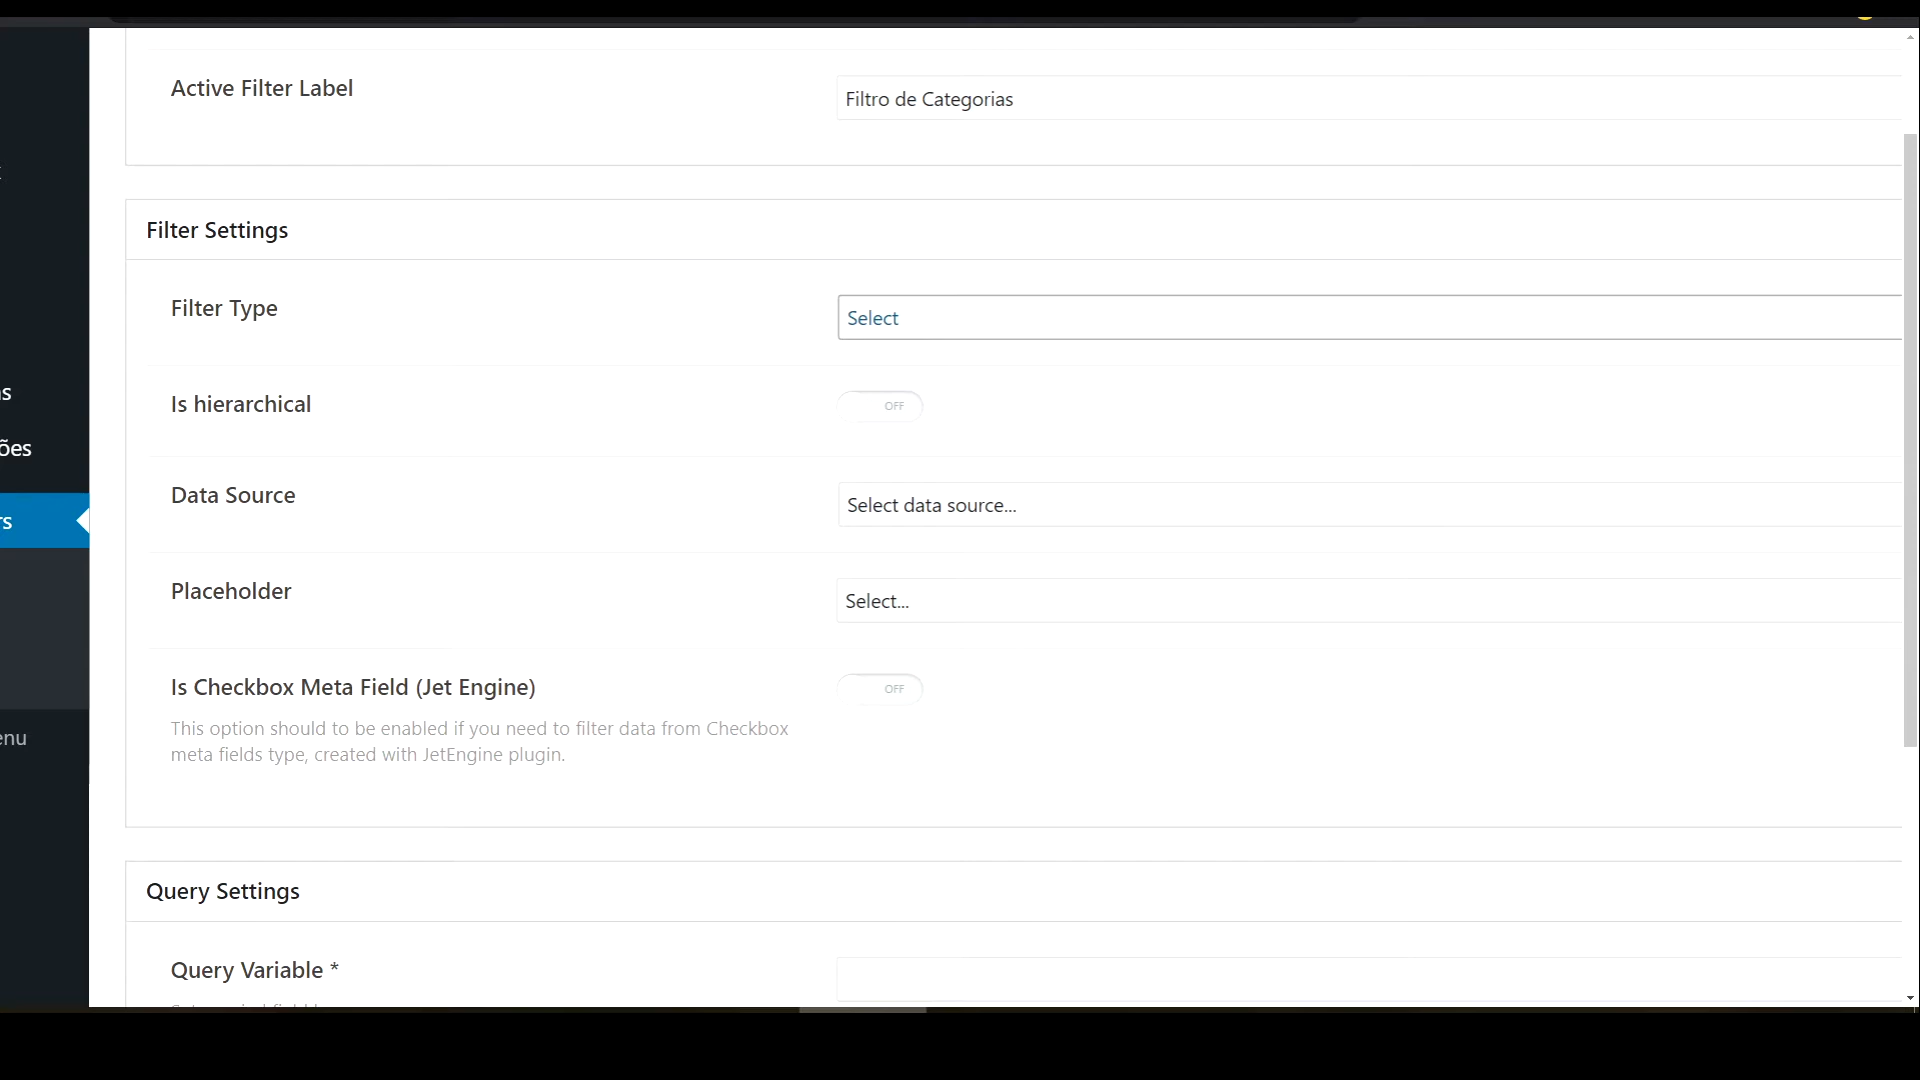 Active Filter Label
Filtro de Categorias
Filter Settings
Filter Type
Select
Is hierarchical
OFF
ões
Data Source
Select data source...
Placeholder
Select...
Is Checkbox Meta Field (Jet Engine)
OFF
This option should to be enabled if you need to filter data from Checkbox
meta fields type, created with JetEngine plugin.
enu
Query Settings
Query Variable *